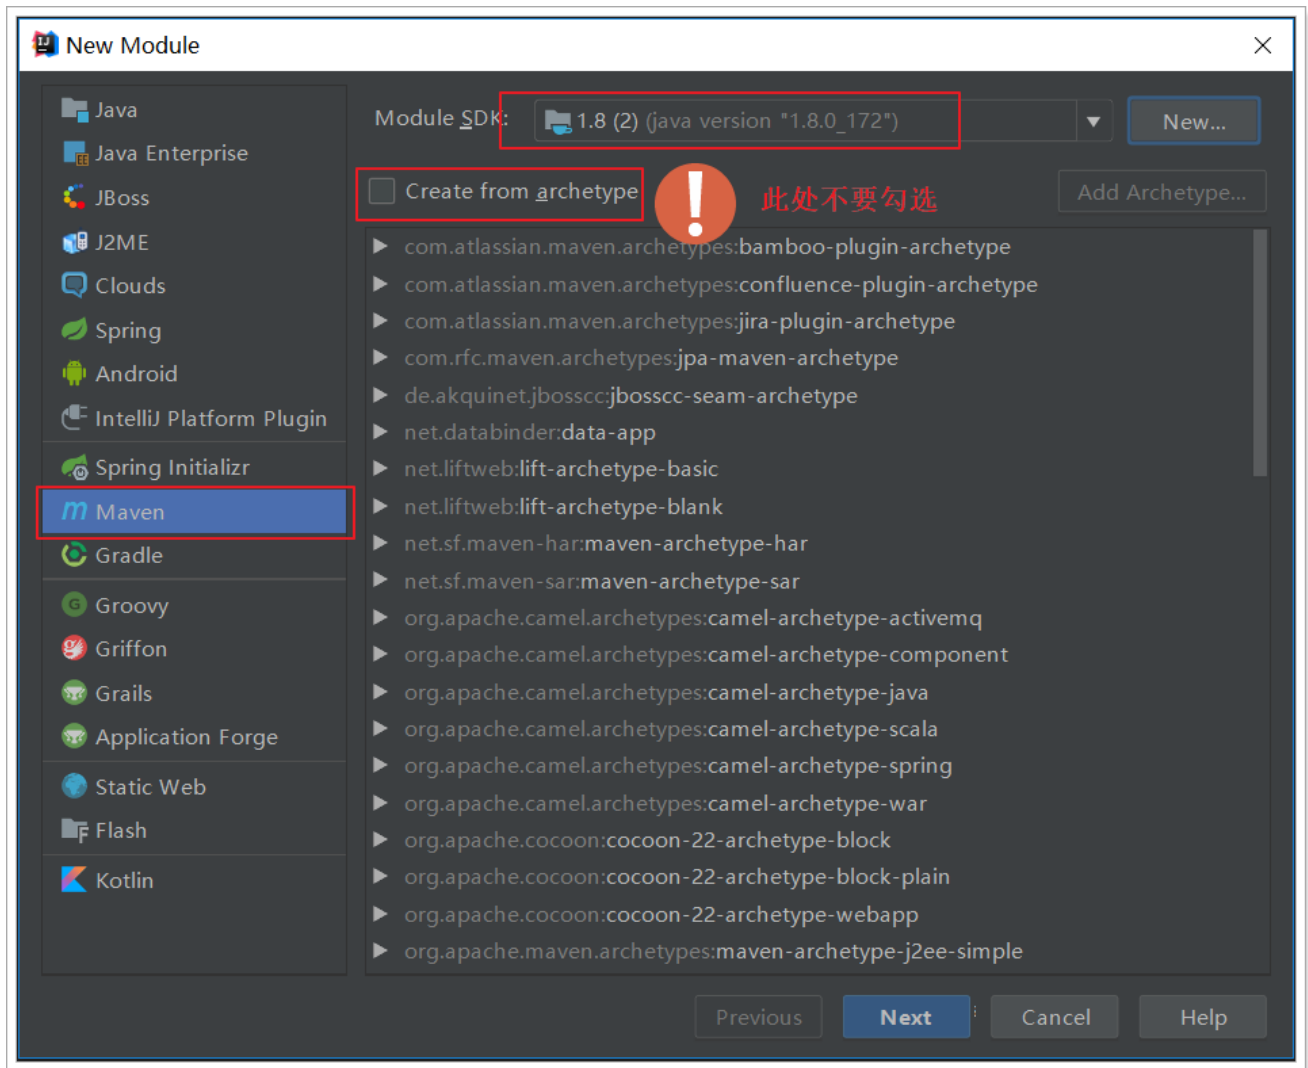 New Module
Java
Java Enterprise
JBoss
J2ME
Clouds
Spring
Android
IntelliJ Platform Plugin
Spring Initializr
Maven
Gradle
Groovy
Griffon
Grails
Application Forge
Static Web
Flash
Kotlin
Module SDK: 1.8 (2) (java version "1.8.0_172") New...
Create from archetype 此处不要勾选 Add Archetype...
com.atlassian.maven.archetypes:bamboo-plugin-archetype
com.atlassian.maven.archetypes:confluence-plugin-archetype
com.atlassian.maven.archetypes:jira-plugin-archetype
com.rfc.maven.archetypes:jpa-maven-archetype
de.akquinet.jbosscc:jbosscc-seam-archetype
net.databinder:data-app
net.liftweb:lift-archetype-basic
net.liftweb:lift-archetype-blank
net.sf.maven-har:maven-archetype-har
net.sf.maven-sar:maven-archetype-sar
org.apache.camel.archetypes:camel-archetype-activemq
org.apache.camel.archetypes:camel-archetype-component
org.apache.camel.archetypes:camel-archetype-java
org.apache.camel.archetypes:camel-archetype-scala
org.apache.camel.archetypes:camel-archetype-spring
org.apache.camel.archetypes:camel-archetype-war
org.apache.cocoon:cocoon-22-archetype-block
org.apache.cocoon:cocoon-22-archetype-block-plain
org.apache.cocoon:cocoon-22-archetype-webapp
org.apache.maven.archetypes:maven-archetype-j2ee-simple
Previous Next Cancel Help